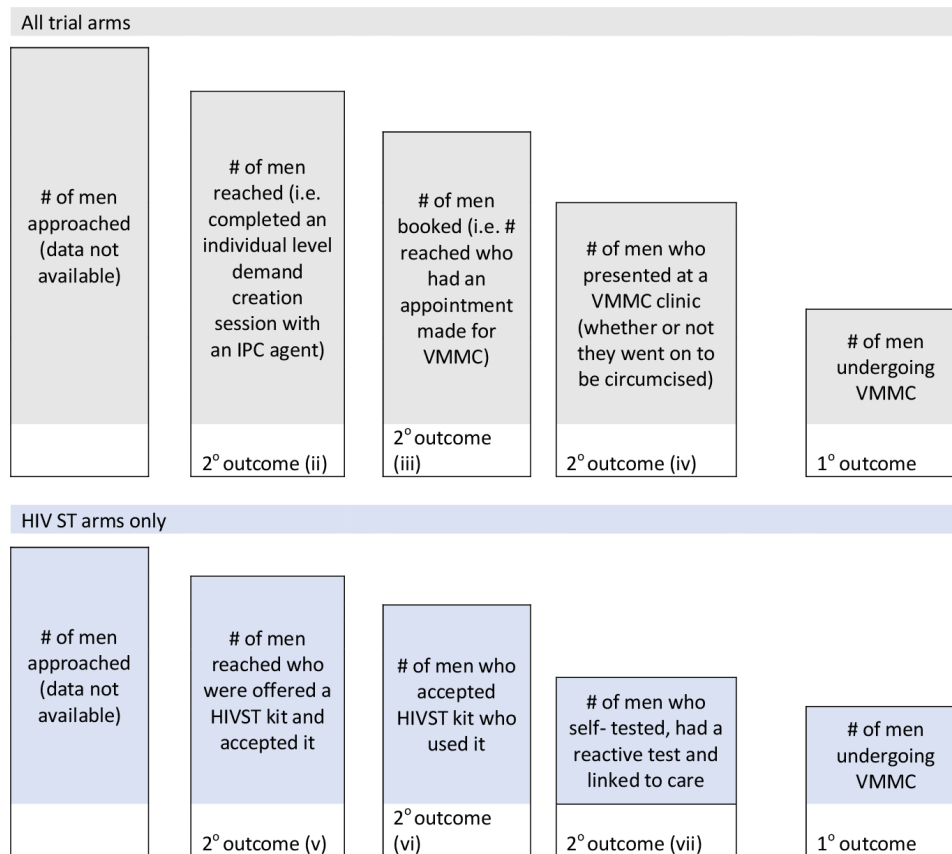 All trial arms
# of men
approached
(data not
available)
# of men
reached (i.e.
completed an
individual level
demand
creation
session with
an IPC agent)
2° outcome (ii)
# of men
booked (i.e. #
reached who
had an
appointment
made for
VMMC)
2° outcome
(iii)
# of men who
presented at a
VMMC clinic
(whether or not
they went on to
be circumcised)
2° outcome (iv)
# of men
undergoing
VMMC
1° outcome
HIV ST arms only
# of men
approached
(data not
available)
# of men
reached who
were offered a
HIVST kit and
accepted it
2° outcome (v)
# of men who
accepted
HIVST kit who
used it
2° outcome
(vi)
# of men who
self- tested, had a
reactive test and
linked to care
2° outcome (vii)
# of men
undergoing
VMMC
1° outcome